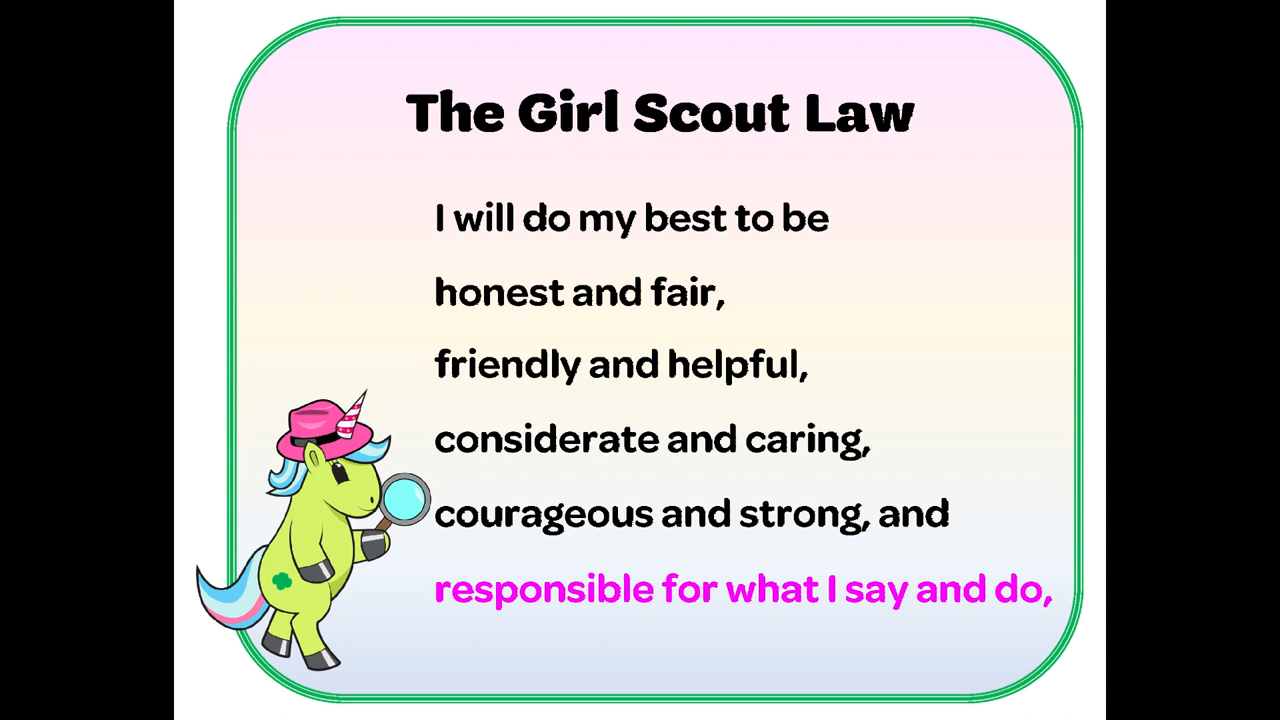 The Girl Scout Law
I will do my best to be
honest and fair,
friendly and helpful,
considerate and caring,
courageous and strong, and
responsible for what I say and do,